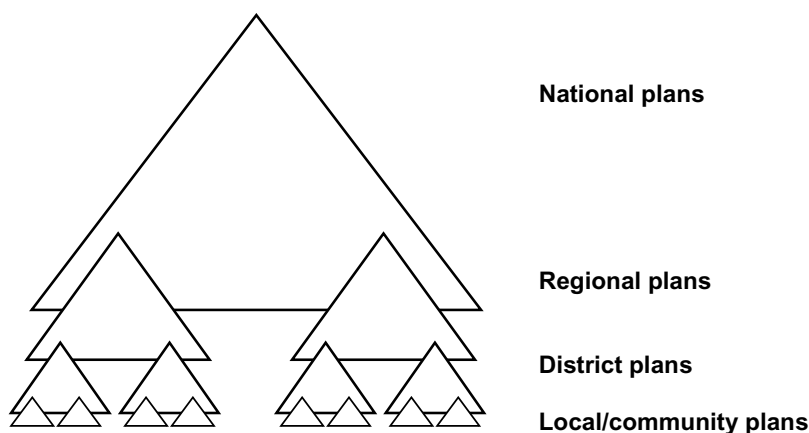 National plans
Regional plans
District plans
Local/community plans